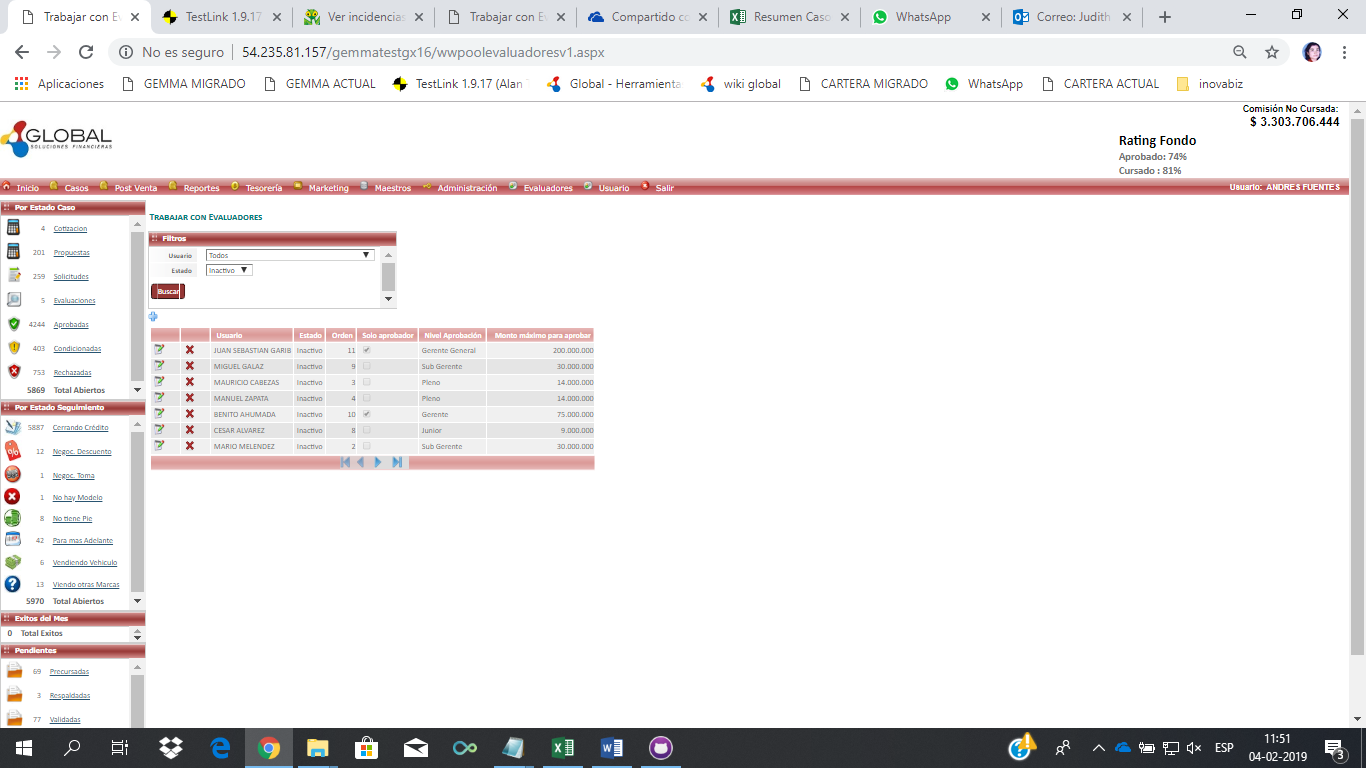 Trabajar con Ev
TestLink 1.9.17
Ver incidencias
Trabajar con Ev
Compartido co
Resumen Caso
WhatsApp
Correo: Judith
No es seguro | 54.235.81.157/gemmatestgx16/wwpoolevaluadoresv1.aspx
Aplicaciones GEMMA MIGRADO GEMMA ACTUAL TestLink 1.9.17 (Alan Global - Herramienta wiki global CARTERA MIGRADO WhatsApp CARTERA ACTUAL inovabiz
GLOBAL
SOLUCIONES FINANCIERAS
Comisión No Cursada:
$ 3.303.706.444
Rating Fondo
Aprobado: 74%
Cursado : 81%
Inicio Casos Post Venta Reportes Tesorería Marketing Maestros Administración Evaluadores Usuario Salir Usuario: ANDRES FUENTES
Por Estado Caso
4 Cotizacion
201 Propuestas
259 Solicitudes
5 Evaluaciones
4244 Aprobadas
403 Condicionadas
753 Rechazadas
5869 Total Abiertos
Por Estado Seguimiento
5887 Cerrando Crédito
12 Negoc. Descuento
1 Negoc. Toma
1 No hay Modelo
8 No tiene Pie
42 Para mas Adelante
6 Vendiendo Vehículo
13 Viendo otras Marcas
5970 Total Abiertos
Exitos del Mes
0 Total Exitos
Pendientes
69 Precursadas
3 Respaldadas
77 Validadas
TRABAJAR CON EVALUADORES
Filtros
Usuario Todos
Estado Inactivo
Buscar
Usuario Estado Orden Solo aprobador Nivel Aprobación Monto máximo para aprobar
JUAN SEBASTIAN GARIB Inactivo 11 Gerente General 200.000.000
MIGUEL GALAZ Inactivo 9 Sub Gerente 30.000.000
MAURICIO CABEZAS Inactivo 3 Pleno 14.000.000
MANUEL ZAPATA Inactivo 4 Pleno 14.000.000
BENITO AHUMADA Inactivo 10 Gerente 75.000.000
CESAR ALVAREZ Inactivo 8 Junior 9.000.000
MARIO MELENDEZ Inactivo 2 Sub Gerente 30.000.000
ESP
11:51
04-02-2019
3